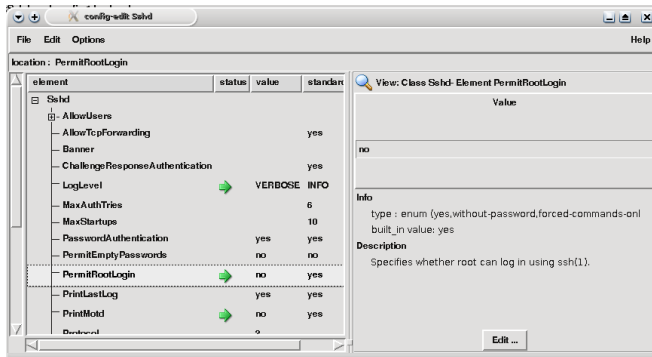 config-edit Sshd
File Edit Options Help
location : PermitRootLogin
element status value standard
Sshd
AllowUsers
AllowTcpForwarding yes
Banner
ChallengeResponseAuthentication yes
LogLevel VERBOSE INFO
MaxAuthTries 6
MaxStartups 10
PasswordAuthentication yes yes
PermitEmptyPasswords no no
PermitRootLogin no yes
PrintLastLog yes yes
PrintMotd no yes
Protocol 2
View: Class Sshd- Element PermitRootLogin
Value
no
Info
type : enum (yes,without-password,forced-commands-onl
built_in value: yes
Description
Specifies whether root can log in using ssh(1).
Edit ...